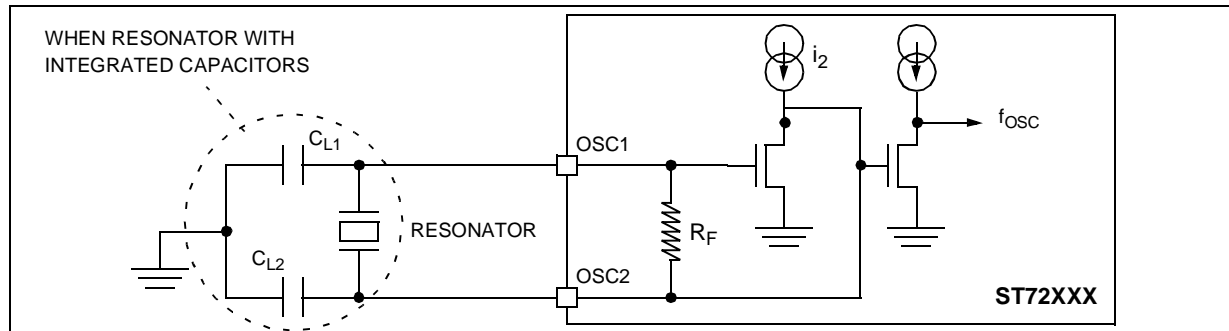 WHEN RESONATOR WITH
INTEGRATED CAPACITORS
i2
fOSC
CL1
OSC1
RESONATOR
RF
CL2
OSC2
ST72XXX